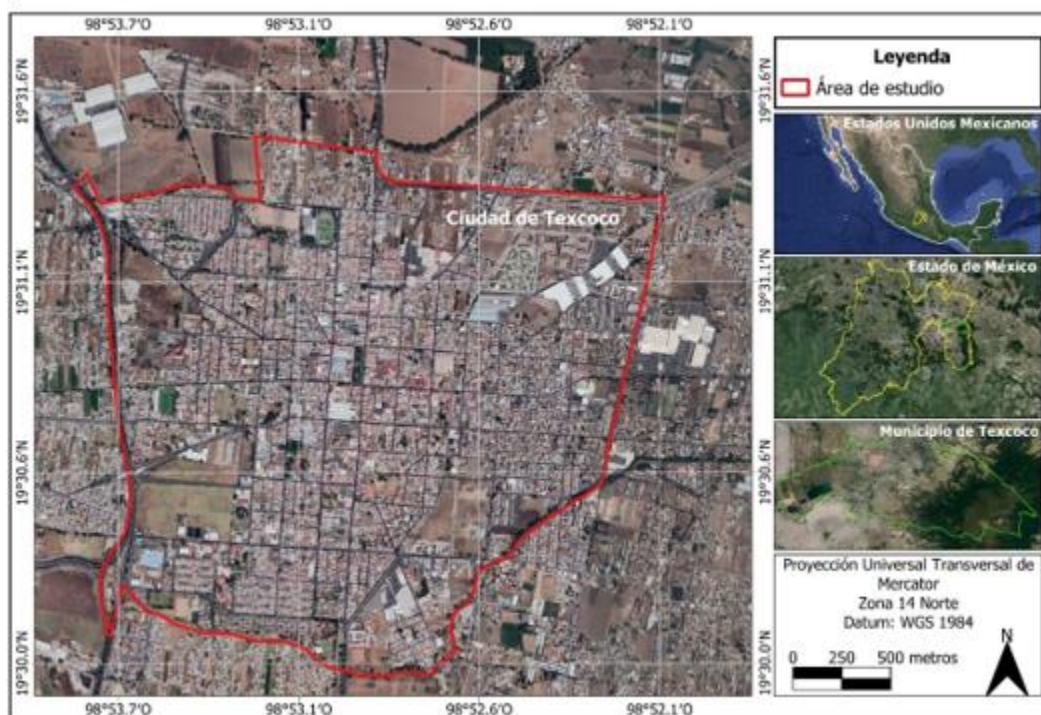 98°53.7'O 98°53.1'O 98°52.6'O 98°52.1'O
19°31.6'N
19°31.1'N
19°30.6'N
19°30.0'N
Ciudad de Texcoco
19°31.6'N
19°31.1'N
19°30.6'N
19°30.0'N
98°53.7'O 98°53.1'O 98°52.6'O 98°52.1'O
Leyenda
Área de estudio
Estados Unidos Mexicanos
Estado de México
Municipio de Texcoco
Proyección Universal Transversal de
Mercator
Zona 14 Norte
Datum: WGS 1984
N
0 250 500 metros